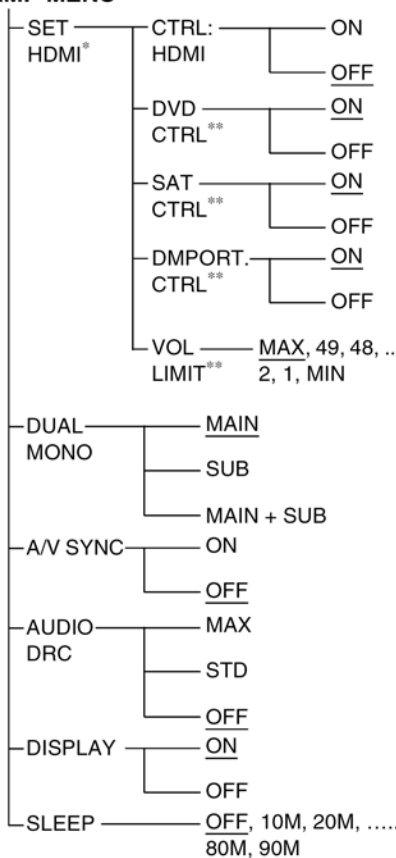 SET HDMI*
CTRL: HDMI
ON
OFF
DVD CTRL**
ON
OFF
SAT CTRL**
ON
OFF
DMPORT. CTRL**
ON
OFF
VOL LIMIT**
MAX, 49, 48, ..
2, 1, MIN
DUAL MONO
MAIN
SUB
MAIN + SUB
A/V SYNC
ON
OFF
AUDIO DRC
MAX
STD
OFF
DISPLAY
ON
OFF
SLEEP
OFF, 10M, 20M, .....
80M, 90M